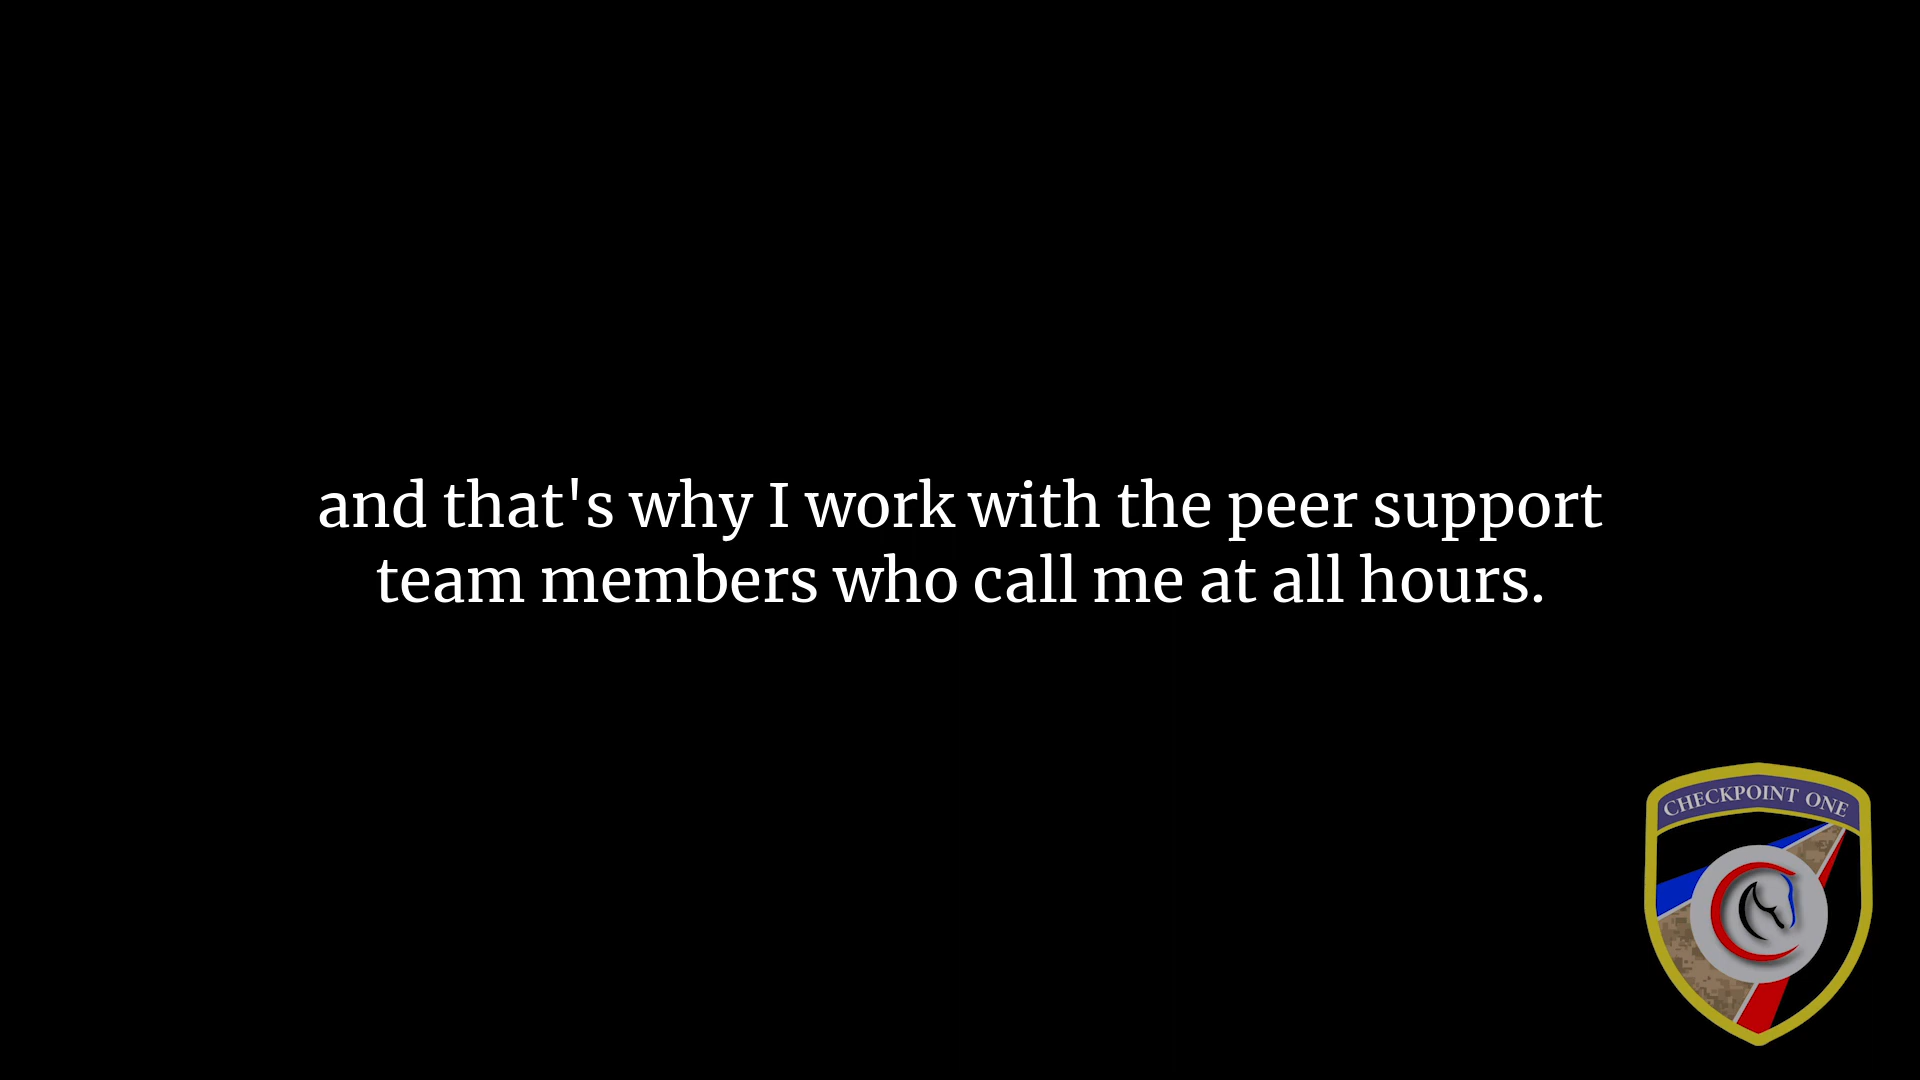 and that's why I work with the peer support
team members who call me at all hours.
CHECKPOINT ONE